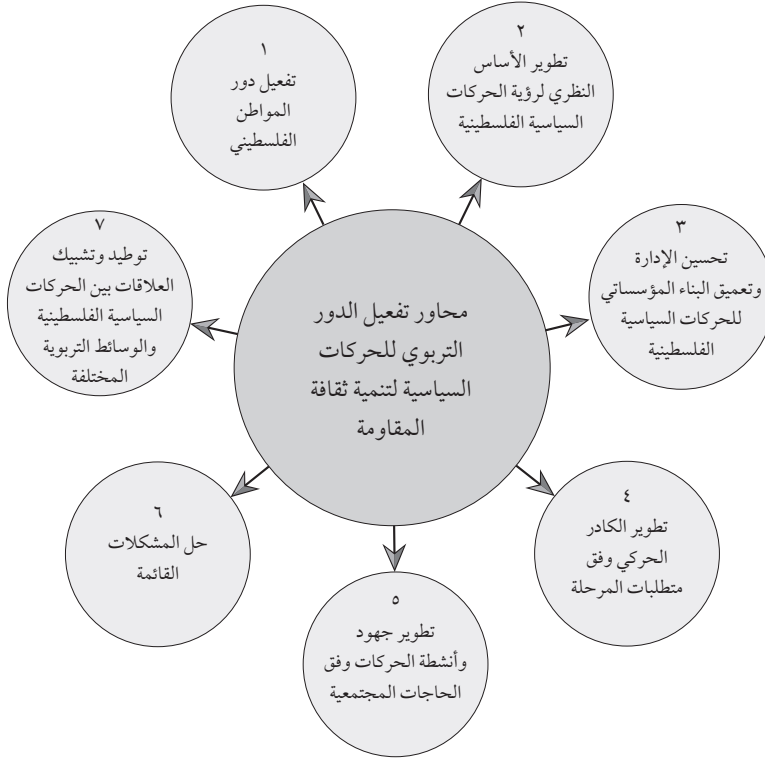 محاور تفعيل الدور
التربوي للحركات
السياسية لتنمية ثقافة
المقاومة
١
تفعيل دور
المواطن
الفلسطيني
٢
تطوير الأساس
النظري لرؤية الحركات
السياسية الفلسطينية
٣
تحسين الإدارة
وتعميق البناء المؤسساتي
للحركات السياسية
الفلسطينية
٤
تطوير الكادر
الحركي وفق
متطلبات المرحلة
٥
تطوير جهود
وأنشطة الحركات وفق
الحاجات المجتمعية
٦
حل المشكلات
القائمة
٧
توطيد وتشبيك
العلاقات بين الحركات
السياسية الفلسطينية
والوسائط التربوية
المختلفة